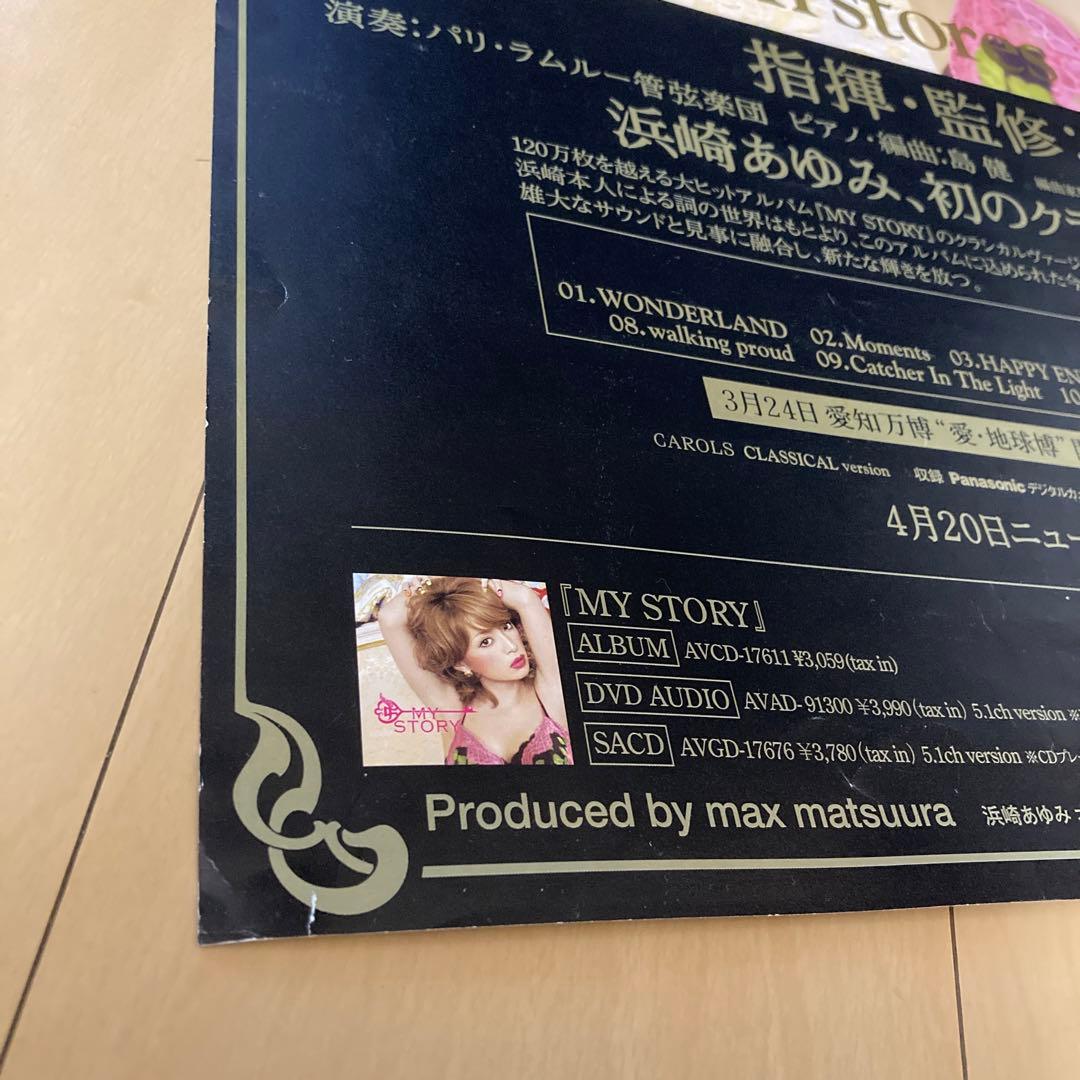 n stores
指揮・監修:
演奏:パリ・ラムルー管弦楽団 ピアノ・編曲:島 健 編曲
浜崎あゆみ、初のクラ
120万枚を越える大ヒットアルバム『MY STORY』のクラシカルヴァージ
浜崎本人による詞の世界はもとより、このアルバムに込められた今
雄大なサウンドと見事に融合し、新たな輝きを放つ。
01.WONDERLAND 02.Moments 03.HAPPY EN
08.walking proud 09.Catcher In The Light 10
3月24日 愛知万博“愛・地球博”
CAROLS CLASSICAL version 収録 Panasonic デジタルカ
4月20日ニュー
『MY STORY』
ALBUM AVCD-17611 ¥3,059(tax in)
DVD AUDIO AVAD-91300 ¥3,990(tax in) 5.1ch version ※
SACD AVGD-17676 ¥3,780(tax in) 5.1ch version ※CDプレ
MY
STORY
Produced by max matsuura 浜崎あゆみ